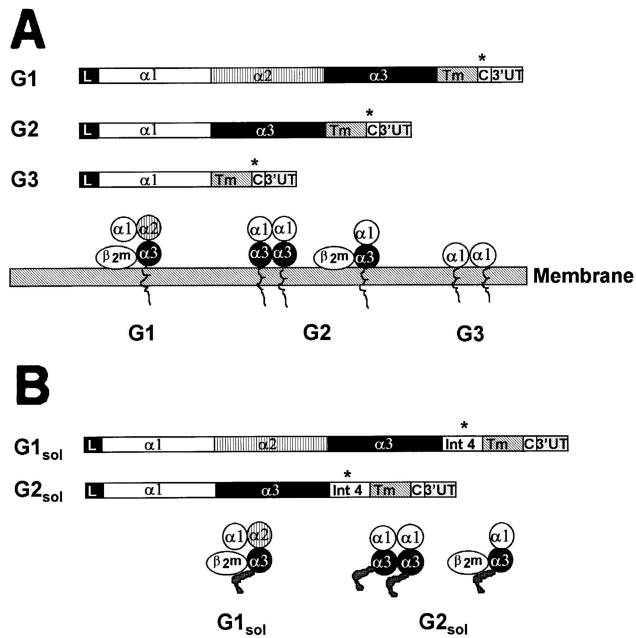 A
*
G1 L α1 α2 α3 Tm C 3'UT
*
G2 L α1 α3 Tm C 3'UT
*
G3 L α1 Tm C 3'UT
α1 α2 α1 α1 α1
β2m α3 α3 α3 β2m α3 α1 α1
Membrane
G1 G2 G3
B
*
G1sol L α1 α2 α3 Int 4 Tm C 3'UT
*
G2sol L α1 α3 Int 4 Tm C 3'UT
α1 α2 α1 α1 α1
β2m α3 α3 α3 β2m α3
G1sol G2sol